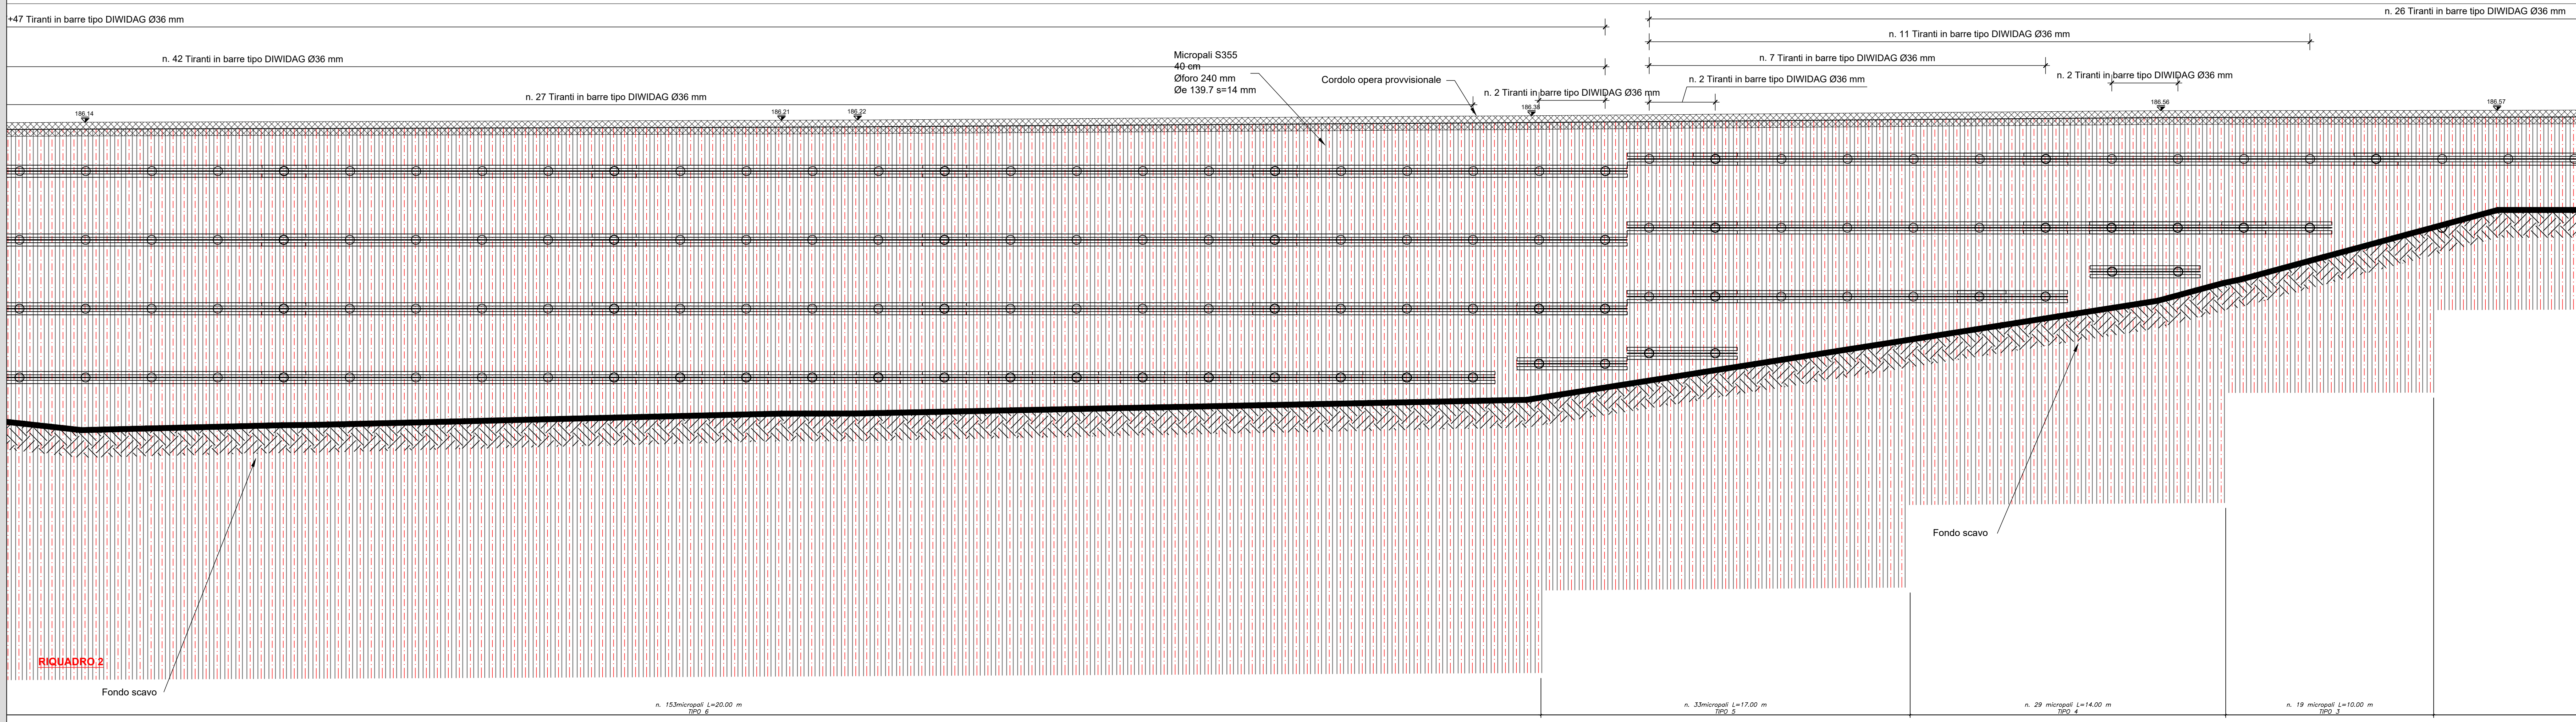 +47 Tiranti in barre tipo DIWIDAG Ø36 mm
n. 26 Tiranti in barre tipo DIWIDAG Ø36 mm
n. 11 Tiranti in barre tipo DIWIDAG Ø36 mm
n. 42 Tiranti in barre tipo DIWIDAG Ø36 mm
Micropali S355
40 cm
Øforo 240 mm
Øe 139.7 s=14 mm
Cordolo opera provvisionale
n. 7 Tiranti in barre tipo DIWIDAG Ø36 mm
n. 2 Tiranti in barre tipo DIWIDAG Ø36 mm
n. 2 Tiranti in barre tipo DIWIDAG Ø36 mm
n. 27 Tiranti in barre tipo DIWIDAG Ø36 mm
n. 2 Tiranti in barre tipo DIWIDAG Ø36 mm
186.14
186.21
186.22
186.38
186.56
186.57
Fondo scavo
RIQUADRO 2
Fondo scavo
n. 153micropali L=20.00 m
TIPO 6
n. 33micropali L=17.00 m
TIPO 5
n. 29 micropali L=14.00 m
TIPO 4
n. 19 micropali L=10.00 m
TIPO 3